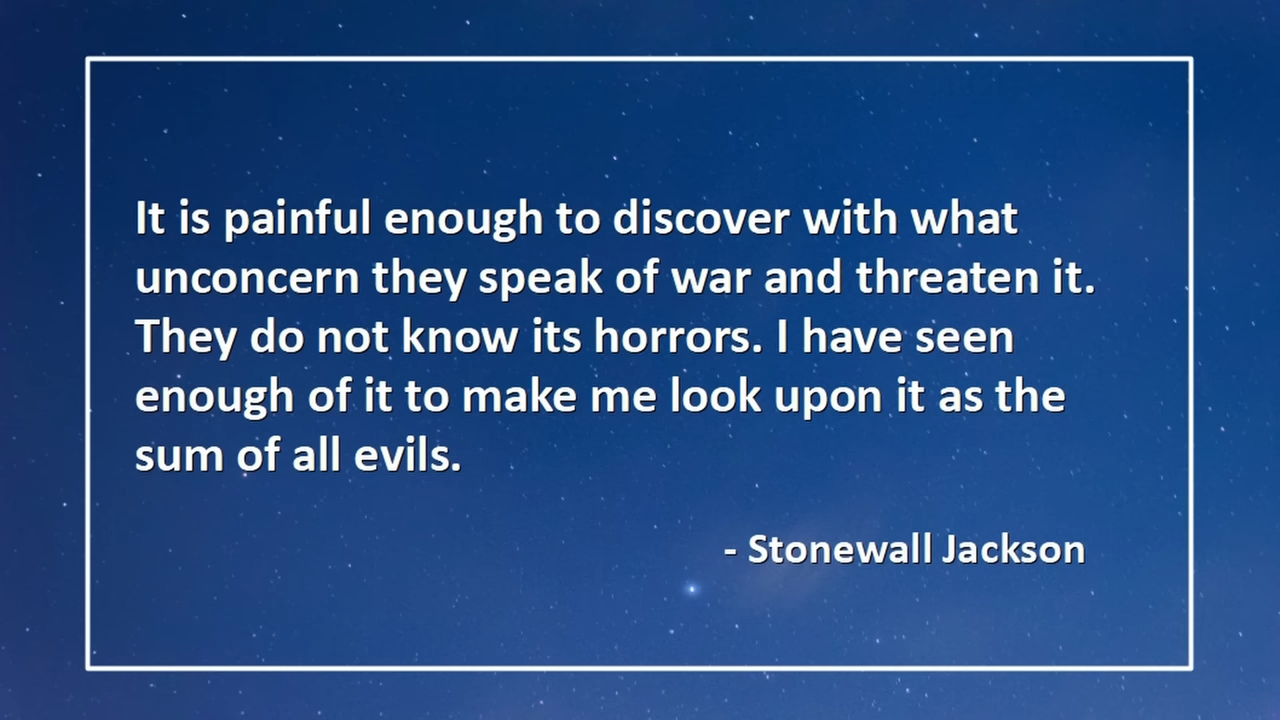 It is painful enough to discover with what
unconcern they speak of war and threaten it.
They do not know its horrors. I have seen
enough of it to make me look upon it as the
sum of all evils.
- Stonewall Jackson